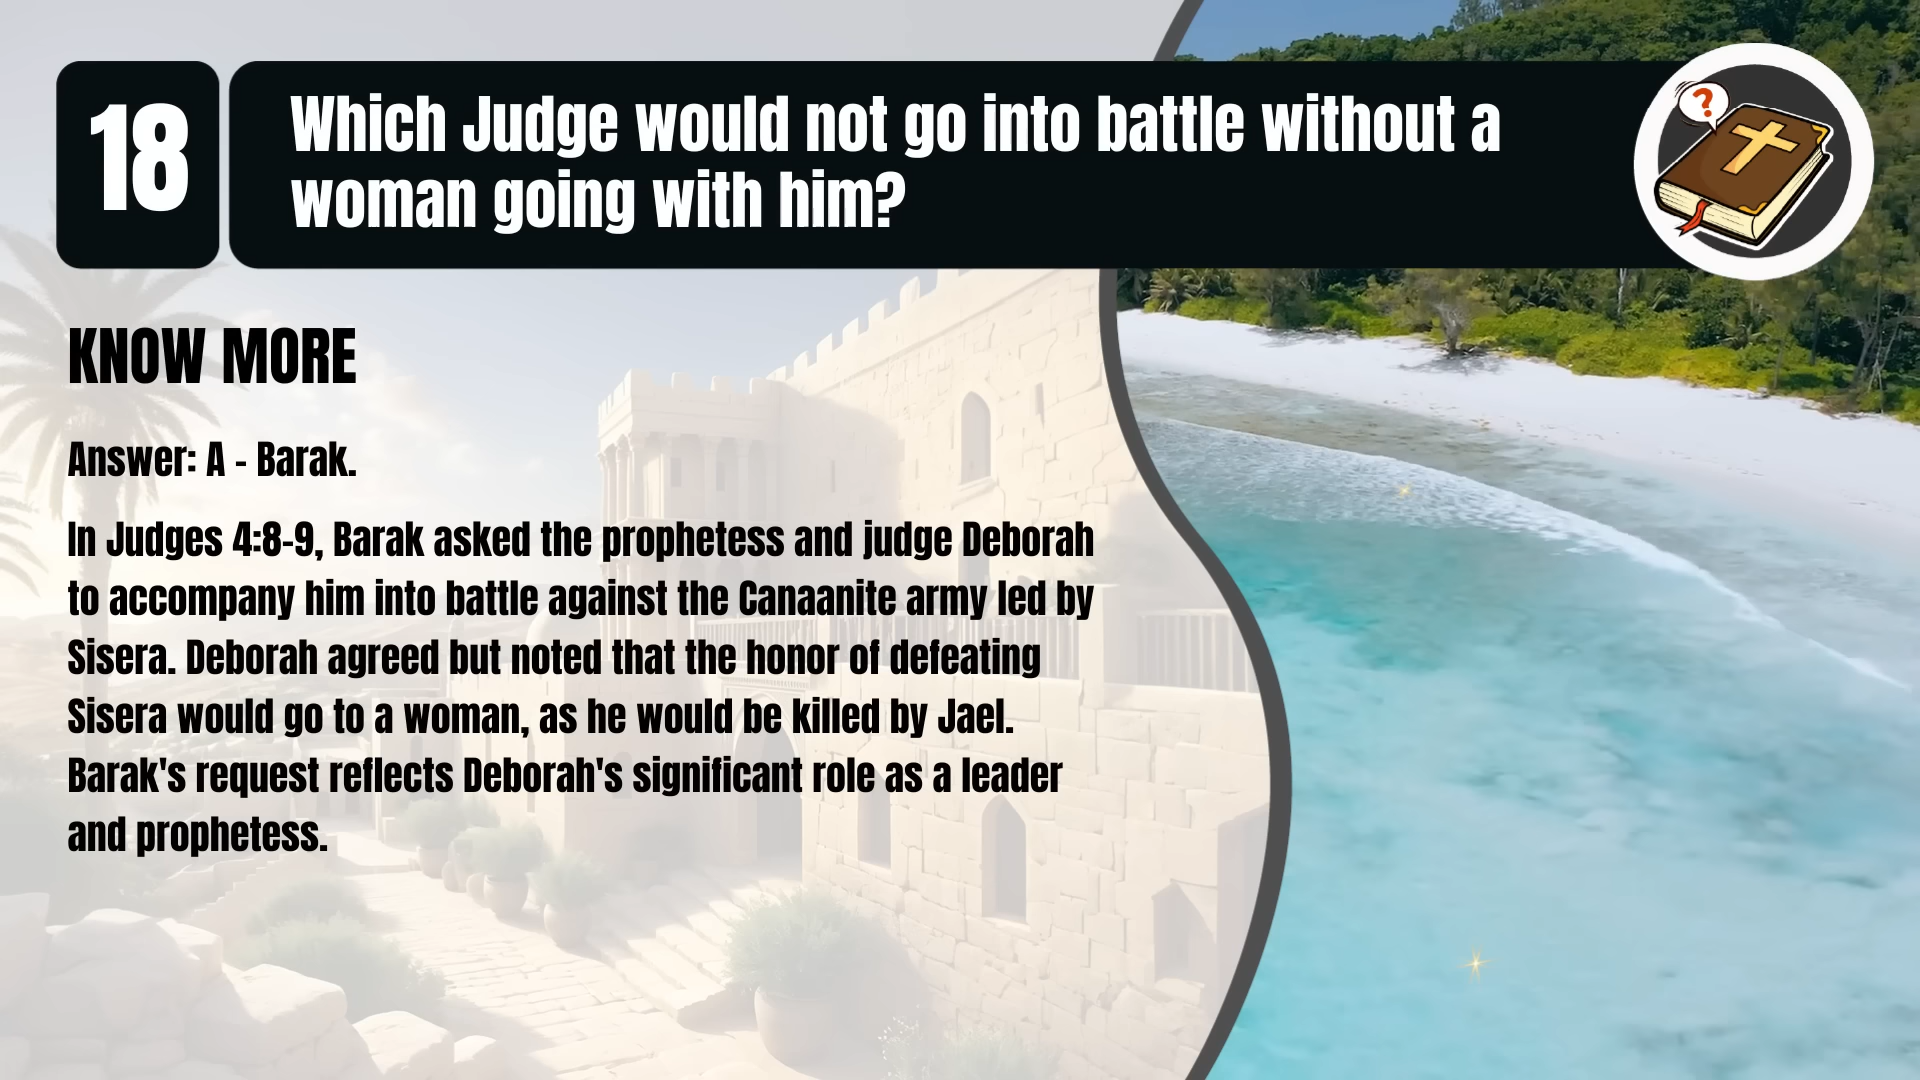 18
Which Judge would not go into battle without a
woman going with him?
?
KNOW MORE
Answer: A - Barak.
In Judges 4:8-9, Barak asked the prophetess and judge Deborah
to accompany him into battle against the Canaanite army led by
Sisera. Deborah agreed but noted that the honor of defeating
Sisera would go to a woman, as he would be killed by Jael.
Barak's request reflects Deborah's significant role as a leader
and prophetess.